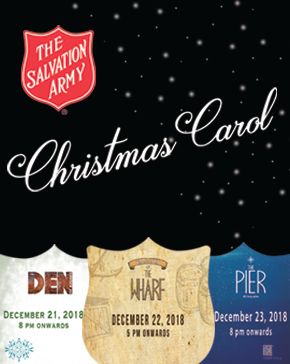 THE
SALVATION
ARMY
Christmas Carol
DEN
DECEMBER 21, 2018
8 PM ONWARDS
THE
WHARF
DECEMBER 22, 2018
5 PM ONWARDS
THE
PIER
December 23, 2018
8 pm onwards